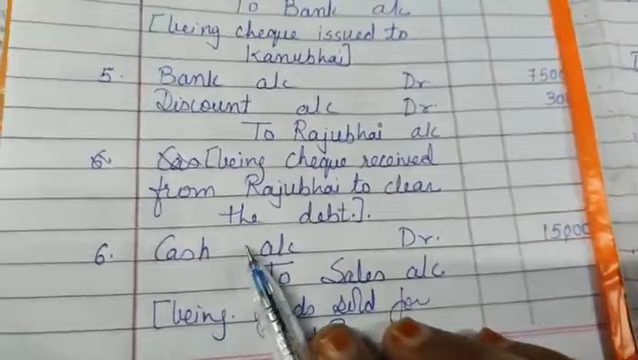 To Bank a/c
[being cheque issued to
Kanubhai]
5. Bank a/c Dr 7500
Discount a/c Dr. 30
To Rajubhai a/c
[being cheque received
from Rajubhai to clear
the debt.].
6. Cash a/c Dr. 15000
To Sales a/c.
[being. sold for